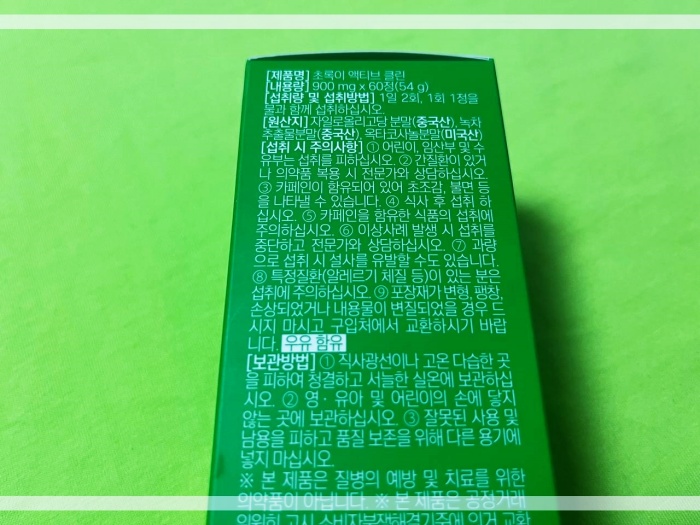 [제품명] 초록이 액티브 클린
[내용량] 900 mg x 60정(54 g)
[섭취량 및 섭취방법] 1일 2회, 1회 1정을
물과 함께 섭취하십시오.
[원산지] 자일로올리고당 분말(중국산), 녹차
추출물분말(중국산), 옥타코사놀분말(미국산)
[섭취 시 주의사항] ① 어린이, 임산부 및 수
유부는 섭취를 피하십시오. ② 간질환이 있거
나 의약품 복용 시 전문가와 상담하십시오.
③ 카페인이 함유되어 있어 초조감, 불면 등
을 나타낼 수 있습니다. ④ 식사 후 섭취 하
십시오. ⑤ 카페인을 함유한 식품의 섭취에
주의하십시오. ⑥ 이상사례 발생 시 섭취를
중단하고 전문가와 상담하십시오. ⑦ 과량
으로 섭취 시 설사를 유발할 수도 있습니다.
⑧ 특정질환(알레르기 체질 등)이 있는 분은
섭취에 주의하십시오 ⑨ 포장재가 변형, 팽창,
손상되었거나 내용물이 변질되었을 경우 드
시지 마시고 구입처에서 교환하시기 바랍
니다. 우유 함유
[보관방법] ① 직사광선이나 고온 다습한 곳
을 피하여 청결하고 서늘한 실온에 보관하십
시오. ② 영·유아 및 어린이의 손에 닿지
않는 곳에 보관하십시오. ③ 잘못된 사용 및
남용을 피하고 품질 보존을 위해 다른 용기에
넣지 마십시오.
※ 본 제품은 질병의 예방 및 치료를 위한
의약품이 아닙니다. ※ 본 제품은 공정거래
위원회 고시 소비자분쟁해결기준에 의거 교환